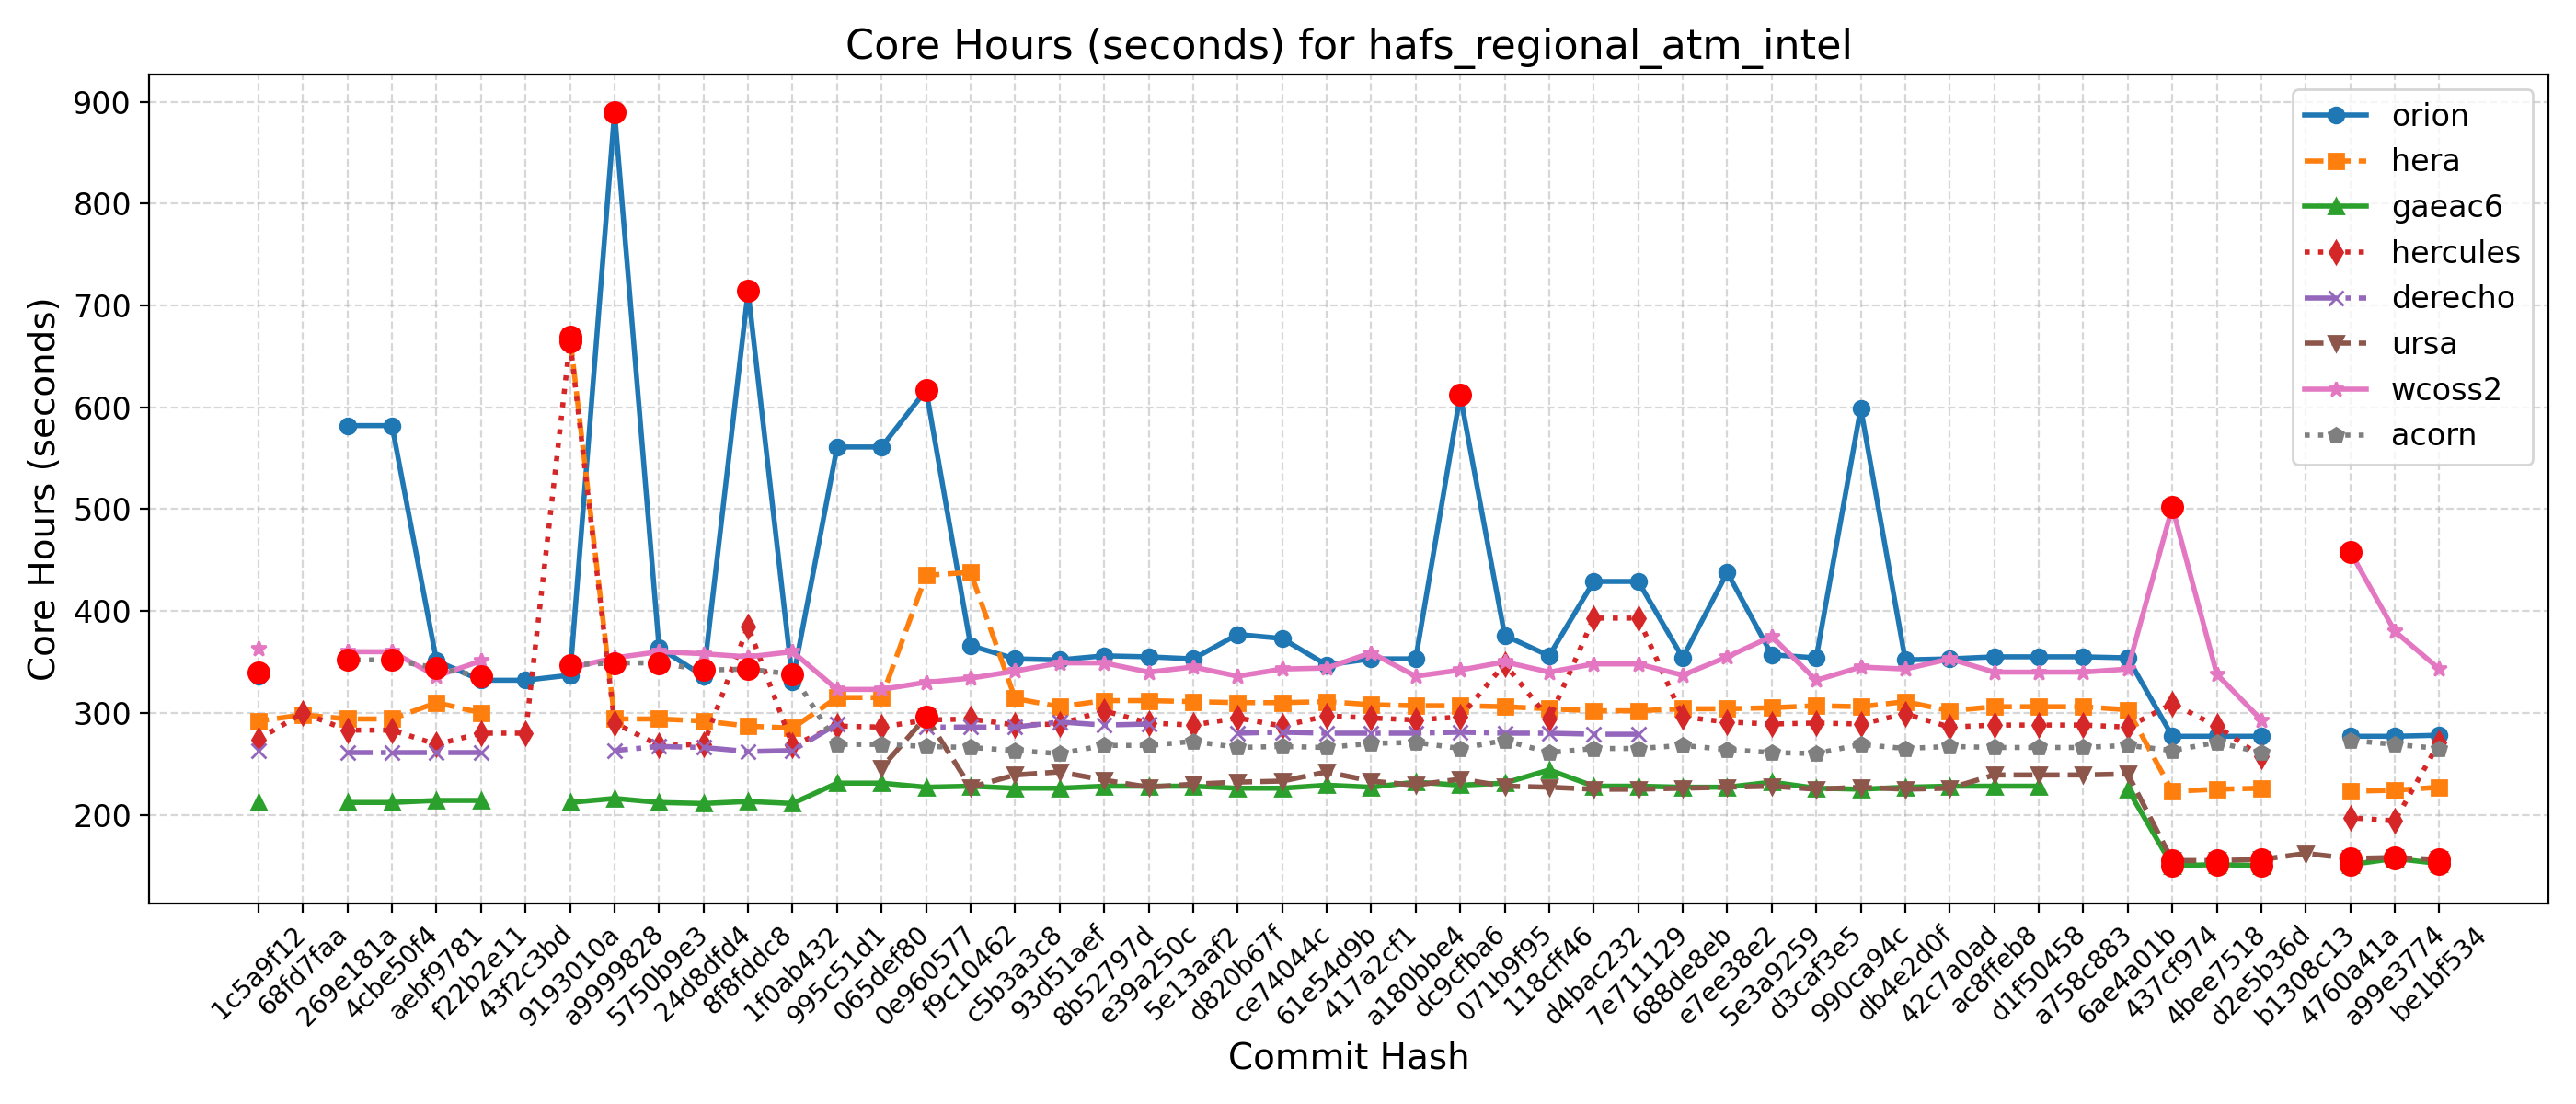 Core Hours (seconds) for hafs_regional_atm_intel
Core Hours (seconds)
900
800
700
600
500
400
300
200
orion
hera
gaeac6
hercules
derecho
ursa
wcoss2
acorn
1c5a9f12
68fd7faa
269e181a
4cbe50f4
aebf9781
f22b2e11
43f2c3bd
9193010a
a9999828
5750b9e3
24d8dfd4
8f8fddc8
1f0ab432
995c51d1
065def80
0e960577
f9c10462
c5b3a3c8
93d51aef
8b52797d
e39a250c
5e13aaf2
d820b67f
ce74044c
61e54d9b
417a2cf1
a180bbe4
dc9cfba6
071b9f95
118cff46
d4bac232
7e711129
688de8eb
e7ee38e2
5e3a9259
d3caf3e5
990ca94c
db4e2d0f
42c7a0ad
ac8ffeb8
d1f50458
a758c883
6ae4a01b
437cf974
4bee7518
d2e5b36d
b1308c13
4760a41a
a99e3774
be1bf534
Commit Hash